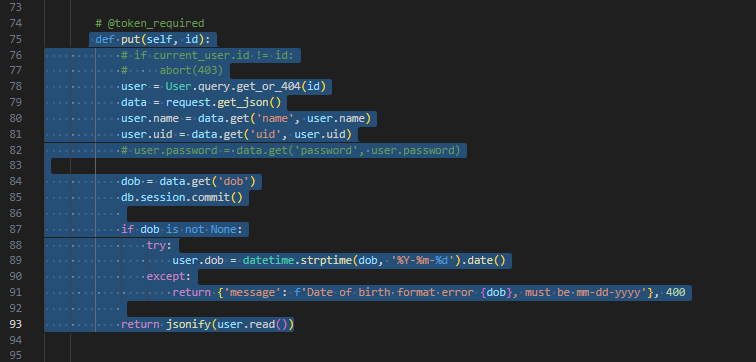 73
74 # @token_required
75 def put(self, id):
76 # if current_user.id != id:
77 #     abort(403)
78 user = User.query.get_or_404(id)
79 data = request.get_json()
80 user.name = data.get('name', user.name)
81 user.uid = data.get('uid', user.uid)
82 # user.password = data.get('password', user.password)
83
84 dob = data.get('dob')
85 db.session.commit()
86
87 if dob is not None:
88 try:
89 user.dob = datetime.strptime(dob, '%Y-%m-%d').date()
90 except:
91 return {'message': f'Date of birth format error {dob}, must be mm-dd-yyyy'}, 400
92
93 return jsonify(user.read())
94
95